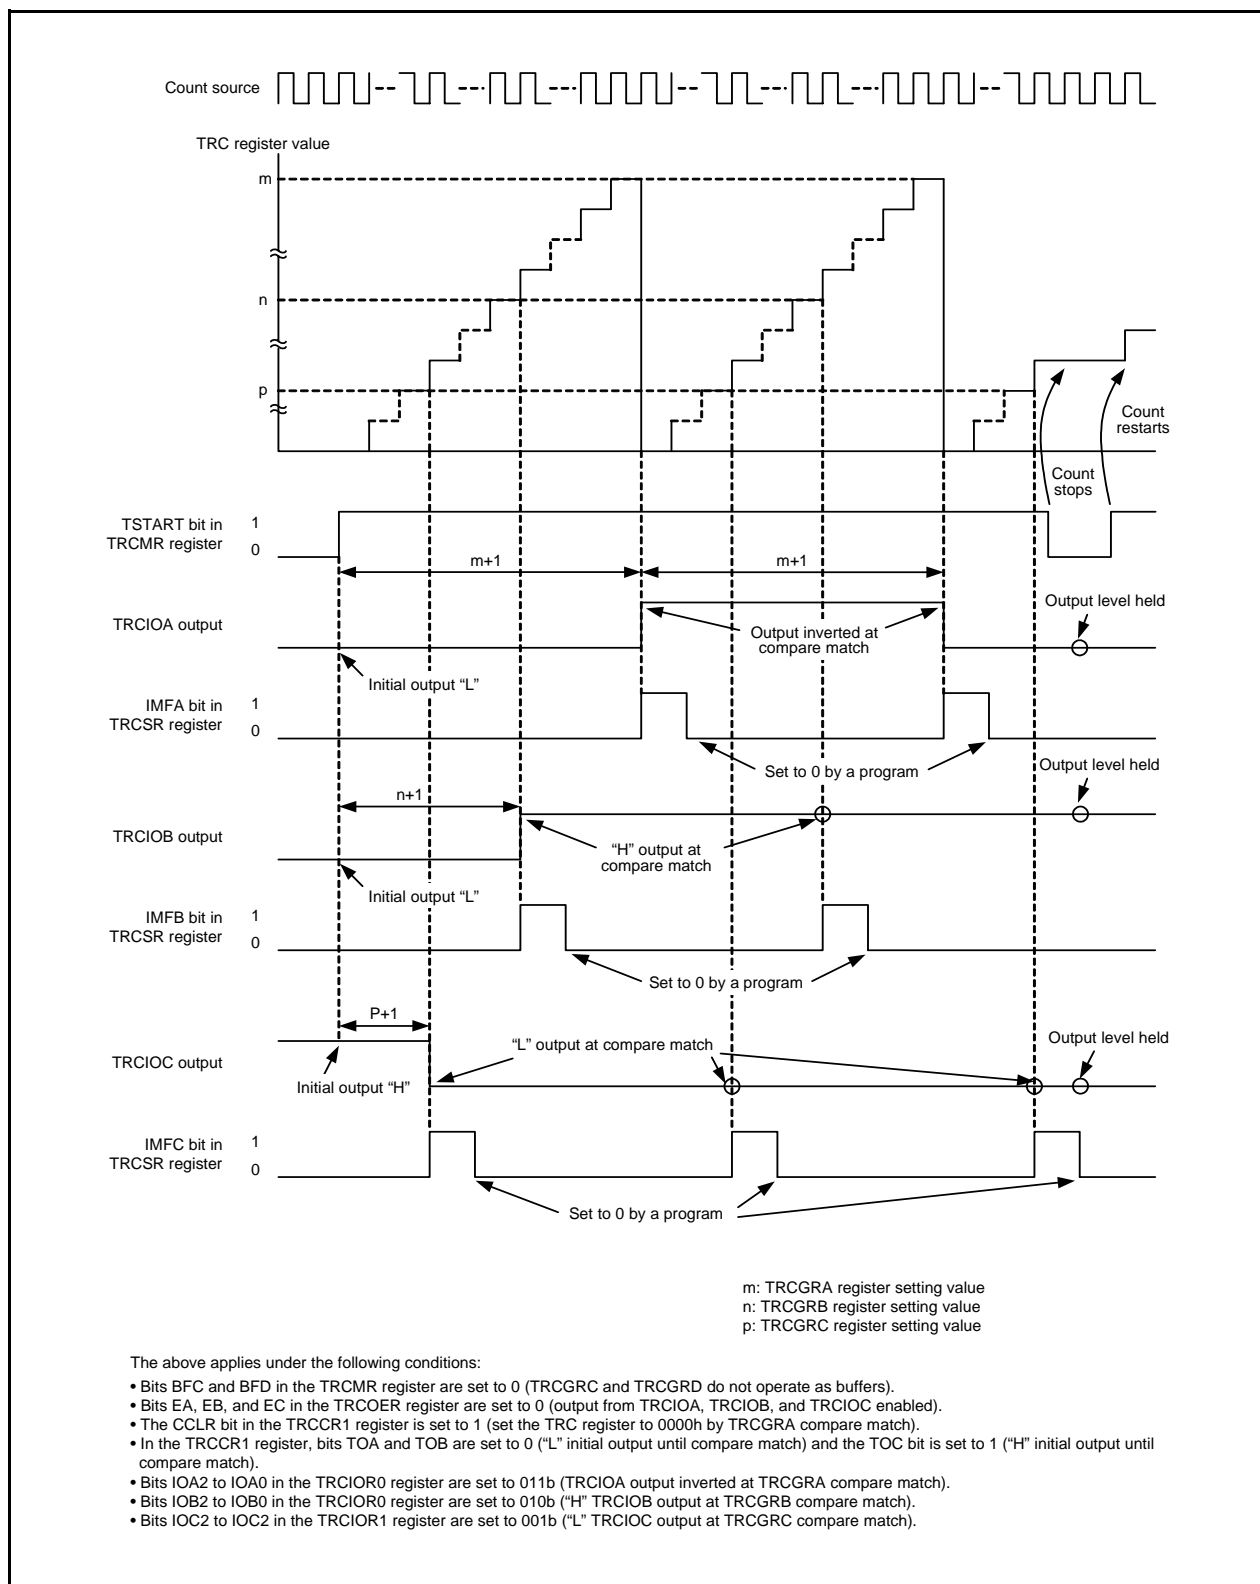 Count source
TRC register value
m
n
p
Count
restarts
Count
stops
TSTART bit in
TRCMR register
1
0
m+1
m+1
TRCIOA output
Output inverted at
compare match
Output level held
Initial output “L”
IMFA bit in
TRCSR register
1
0
Set to 0 by a program
Output level held
n+1
TRCIOB output
“H” output at
compare match
Initial output “L”
IMFB bit in
TRCSR register
1
0
Set to 0 by a program
P+1
TRCIOC output
“L” output at compare match
Output level held
Initial output “H”
IMFC bit in
TRCSR register
1
0
Set to 0 by a program
m: TRCGRA register setting value
n: TRCGRB register setting value
p: TRCGRC register setting value
The above applies under the following conditions:
• Bits BFC and BFD in the TRCMR register are set to 0 (TRCGRC and TRCGRD do not operate as buffers).
• Bits EA, EB, and EC in the TRCOER register are set to 0 (output from TRCIOA, TRCIOB, and TRCIOC enabled).
• The CCLR bit in the TRCCR1 register is set to 1 (set the TRC register to 0000h by TRCGRA compare match).
• In the TRCCR1 register, bits TOA and TOB are set to 0 (“L” initial output until compare match) and the TOC bit is set to 1 (“H” initial output until
compare match).
• Bits IOA2 to IOA0 in the TRCIOR0 register are set to 011b (TRCIOA output inverted at TRCGRA compare match).
• Bits IOB2 to IOB0 in the TRCIOR0 register are set to 010b (“H” TRCIOB output at TRCGRB compare match).
• Bits IOC2 to IOC2 in the TRCIOR1 register are set to 001b (“L” TRCIOC output at TRCGRC compare match).